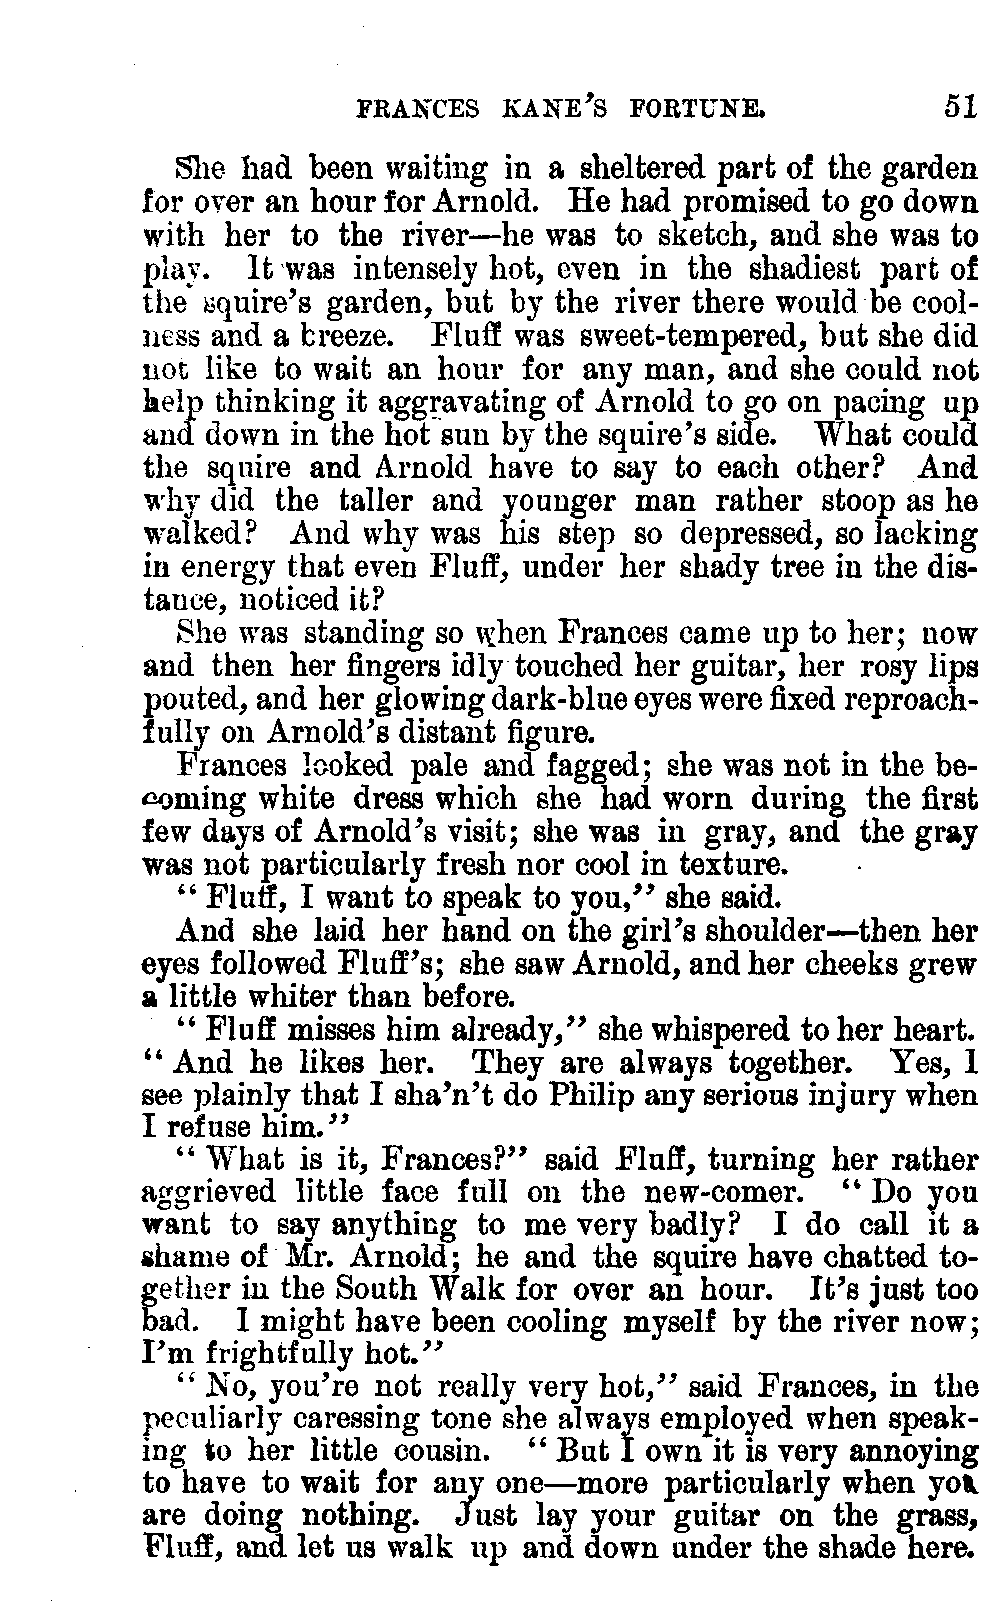 FRANCES KANE'S FORTUNE. 51
She had been waiting in a sheltered part of the garden
for over an hour for Arnold. He had promised to go down
with her to the river—he was to sketch, and she was to
play. It was intensely hot, even in the shadiest part of
the squire's garden, but by the river there would be cool-
ness and a breeze. Fluff was sweet-tempered, but she did
not like to wait an hour for any man, and she could not
help thinking it aggravating of Arnold to go on pacing up
and down in the hot sun by the squire's side. What could
the squire and Arnold have to say to each other? And
why did the taller and younger man rather stoop as he
walked? And why was his step so depressed, so lacking
in energy that even Fluff, under her shady tree in the dis-
tance, noticed it?
She was standing so when Frances came up to her; now
and then her fingers idly touched her guitar, her rosy lips
pouted, and her glowing dark-blue eyes were fixed reproach-
fully on Arnold's distant figure.
Frances looked pale and fagged; she was not in the be-
coming white dress which she had worn during the first
few days of Arnold's visit; she was in gray, and the gray
was not particularly fresh nor cool in texture.
"Fluff, I want to speak to you," she said.
And she laid her hand on the girl's shoulder—then her
eyes followed Fluff's; she saw Arnold, and her cheeks grew
a little whiter than before.
"Fluff misses him already," she whispered to her heart.
"And he likes her. They are always together. Yes, I
see plainly that I sha'n't do Philip any serious injury when
I refuse him."
"What is it, Frances?" said Fluff, turning her rather
aggrieved little face full on the new-comer. "Do you
want to say anything to me very badly? I do call it a
shame of Mr. Arnold; he and the squire have chatted to-
gether in the South Walk for over an hour. It's just too
bad. I might have been cooling myself by the river now;
I'm frightfully hot."
"No, you're not really very hot," said Frances, in the
peculiarly caressing tone she always employed when speak-
ing to her little cousin. "But I own it is very annoying
to have to wait for any one—more particularly when you
are doing nothing. Just lay your guitar on the grass,
Fluff, and let us walk up and down under the shade here.